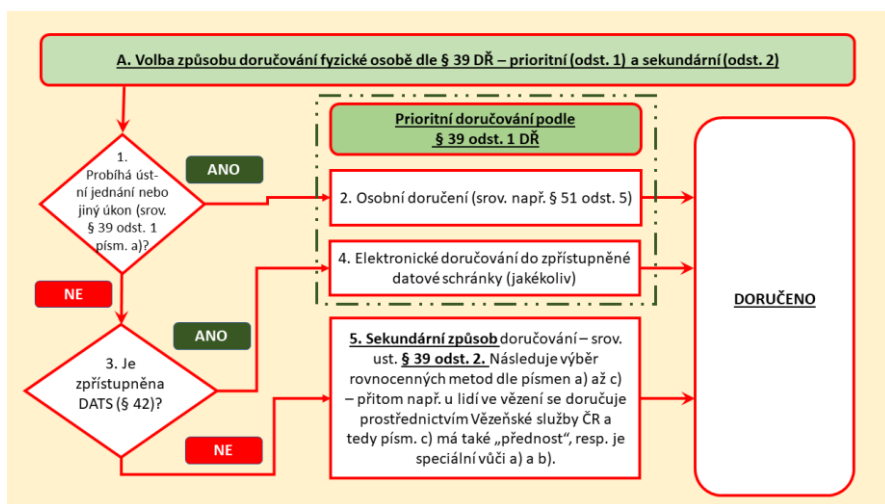 A. Volba způsobu doručování fyzické osobě dle § 39 DŘ – prioritní (odst. 1) a sekundární (odst. 2)
Prioritní doručování podle
§ 39 odst. 1 DŘ
1.
Probíhá úst-
ní jednání nebo
jiný úkon (srov.
§ 39 odst. 1
písm. a)?
ANO
2. Osobní doručení (srov. např. § 51 odst. 5)
4. Elektronické doručování do zpřístupněné
datové schránky (jakékoliv)
NE
ANO
3. Je
zpřístupněna
DATS (§ 42)?
NE
5. Sekundární způsob doručování – srov.
ust. § 39 odst. 2. Následuje výběr
rovnocenných metod dle písmen a) až c)
– přitom např. u lidí ve vězení se doručuje
prostřednictvím Vězeňské služby ČR a
tedy písm. c) má také „přednost“, resp. je
speciální vůči a) a b).
DORUČENO